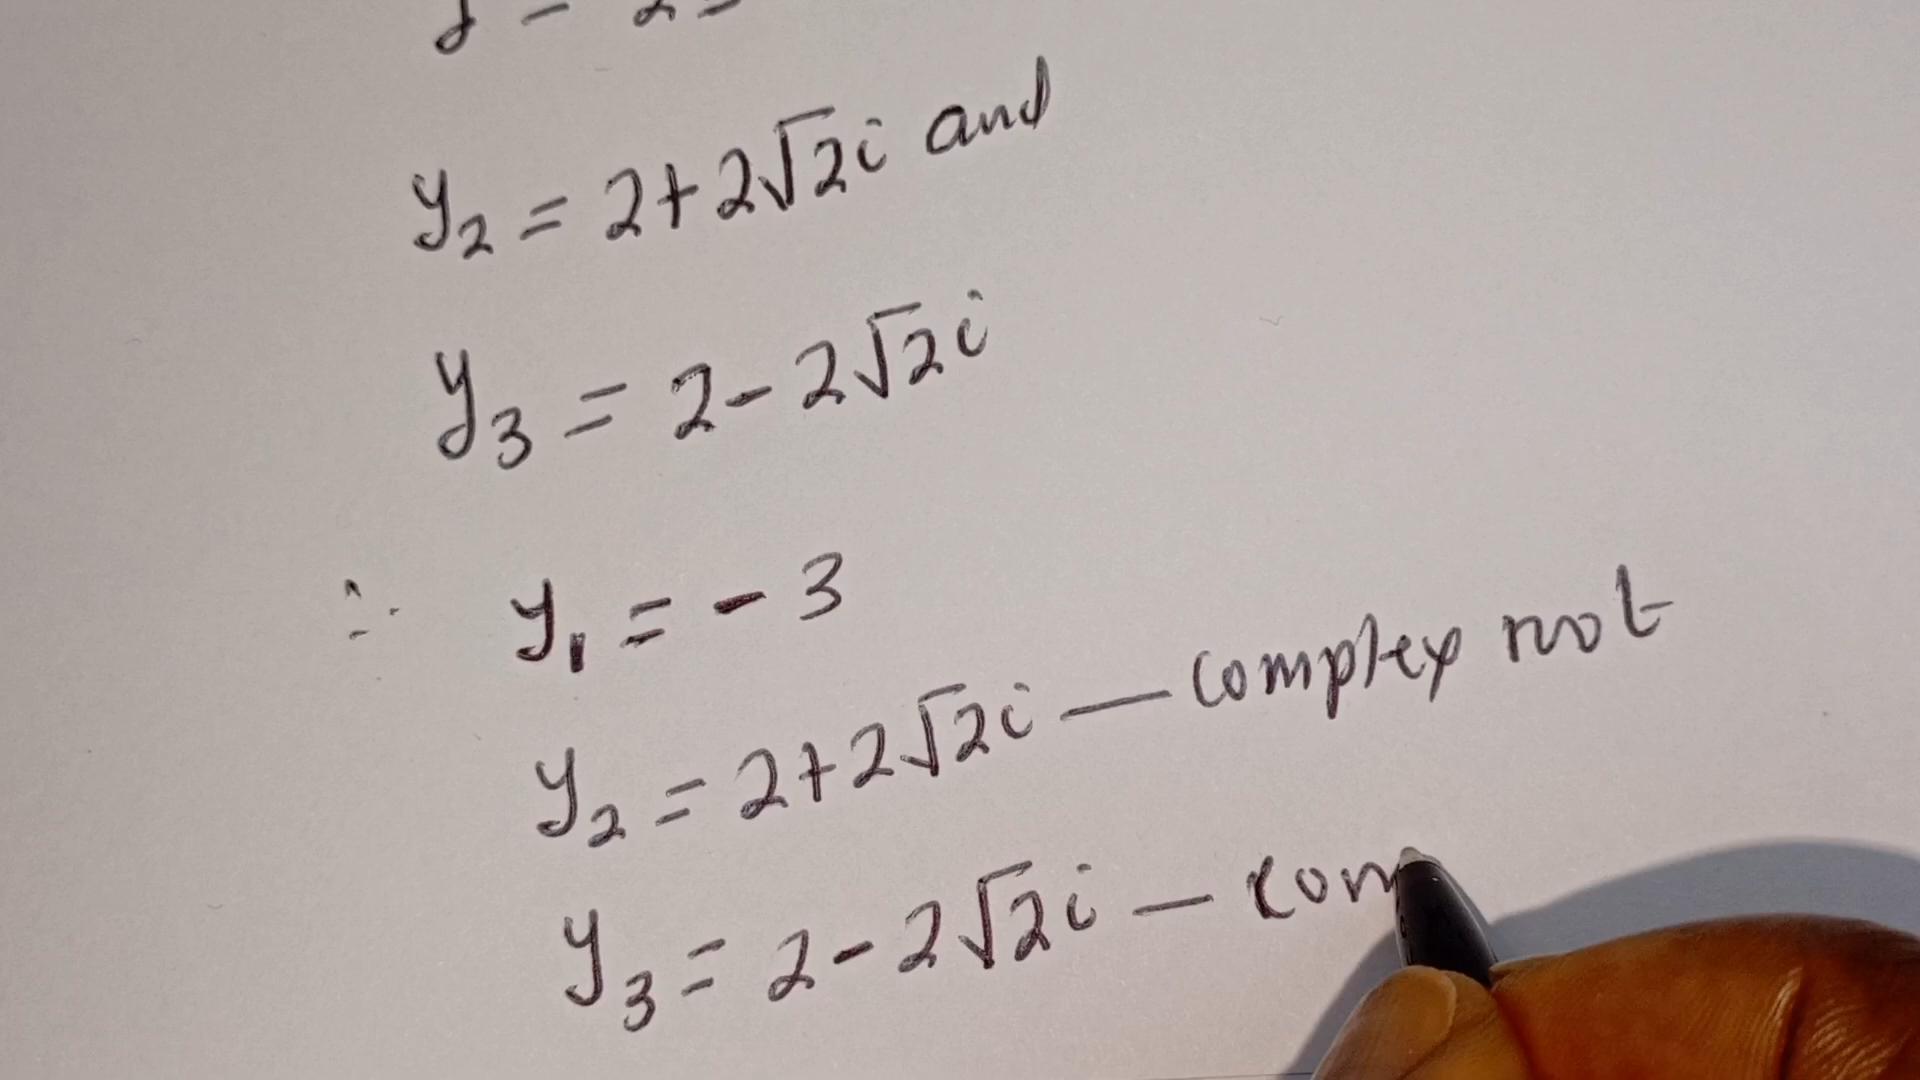 y₂ = 2+2√2i and
y₃ = 2-2√2i
∴ y₁ = -3
y₂ = 2+2√2i — complex root
y₃ = 2-2√2i — com